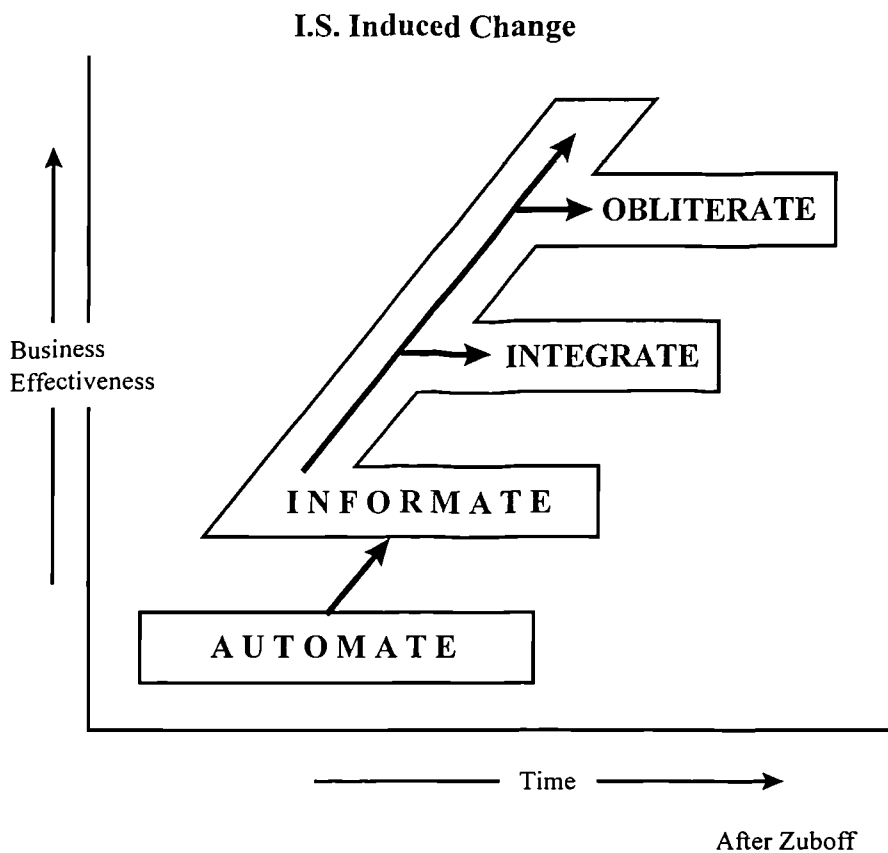 I.S. Induced Change
OBLITERATE
Business
Effectiveness
INTEGRATE
INFORMATE
AUTOMATE
Time
After Zuboff